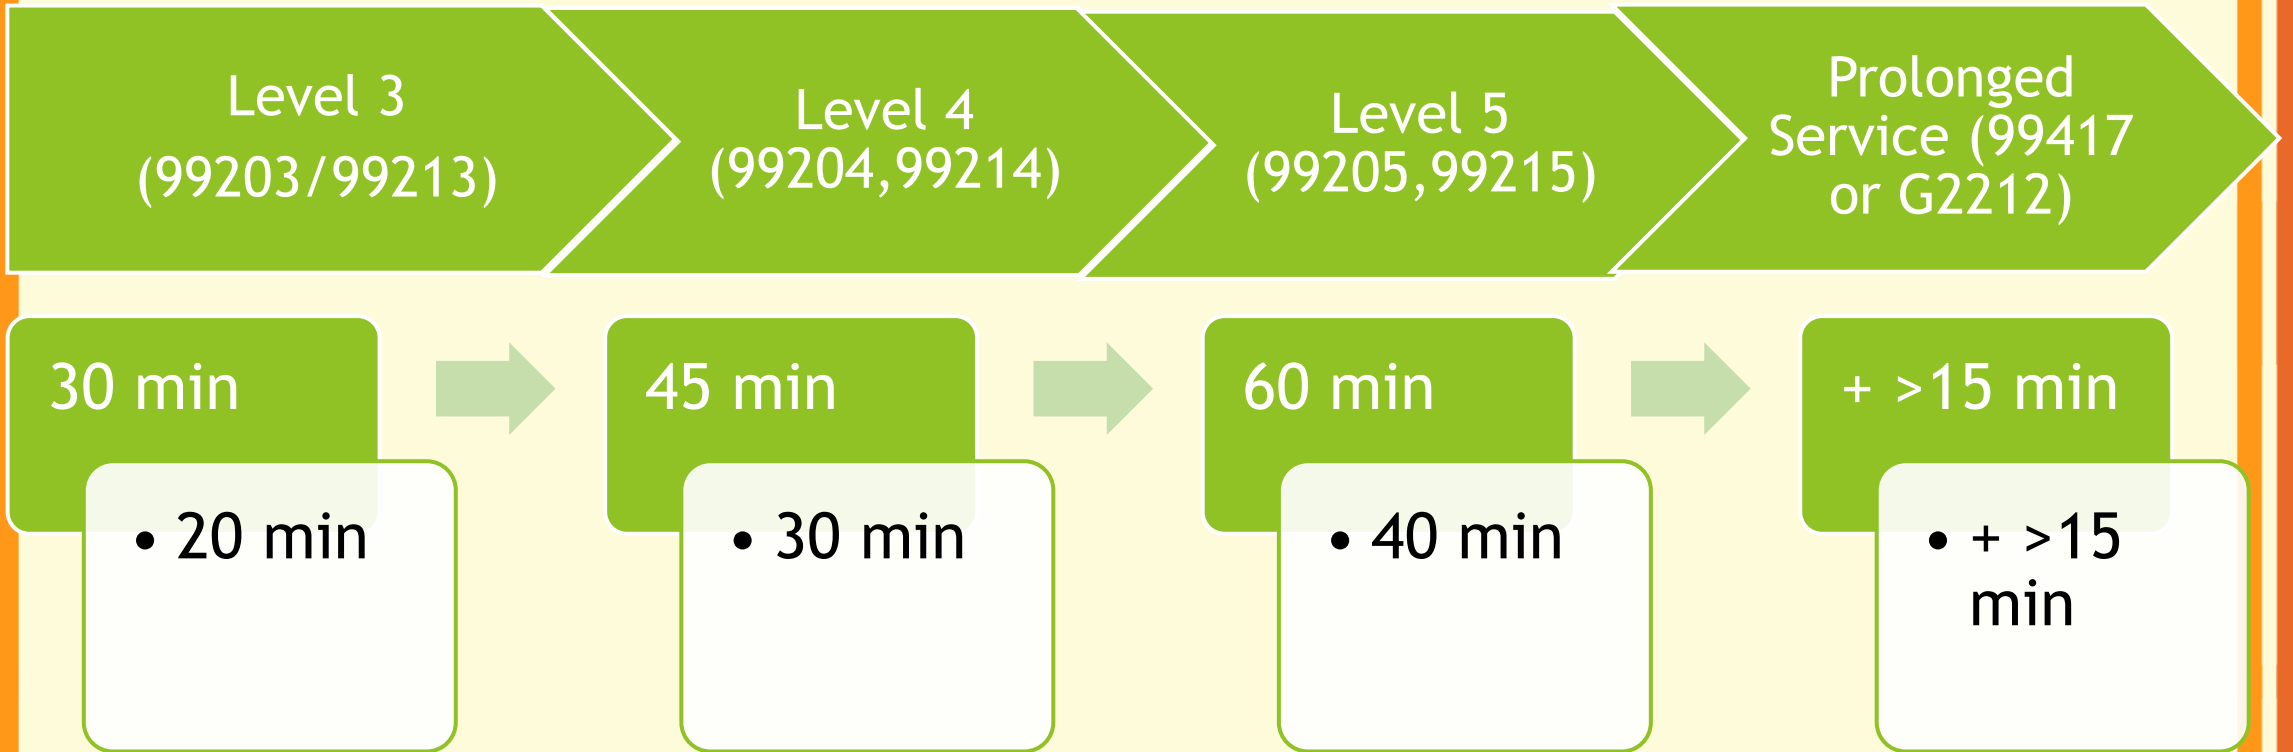 Level 3
(99203/99213)
Level 4
(99204,99214)
Level 5
(99205,99215)
Prolonged
Service (99417
or G2212)
30 min
• 20 min
45 min
• 30 min
60 min
• 40 min
+ >15 min
• + >15
min